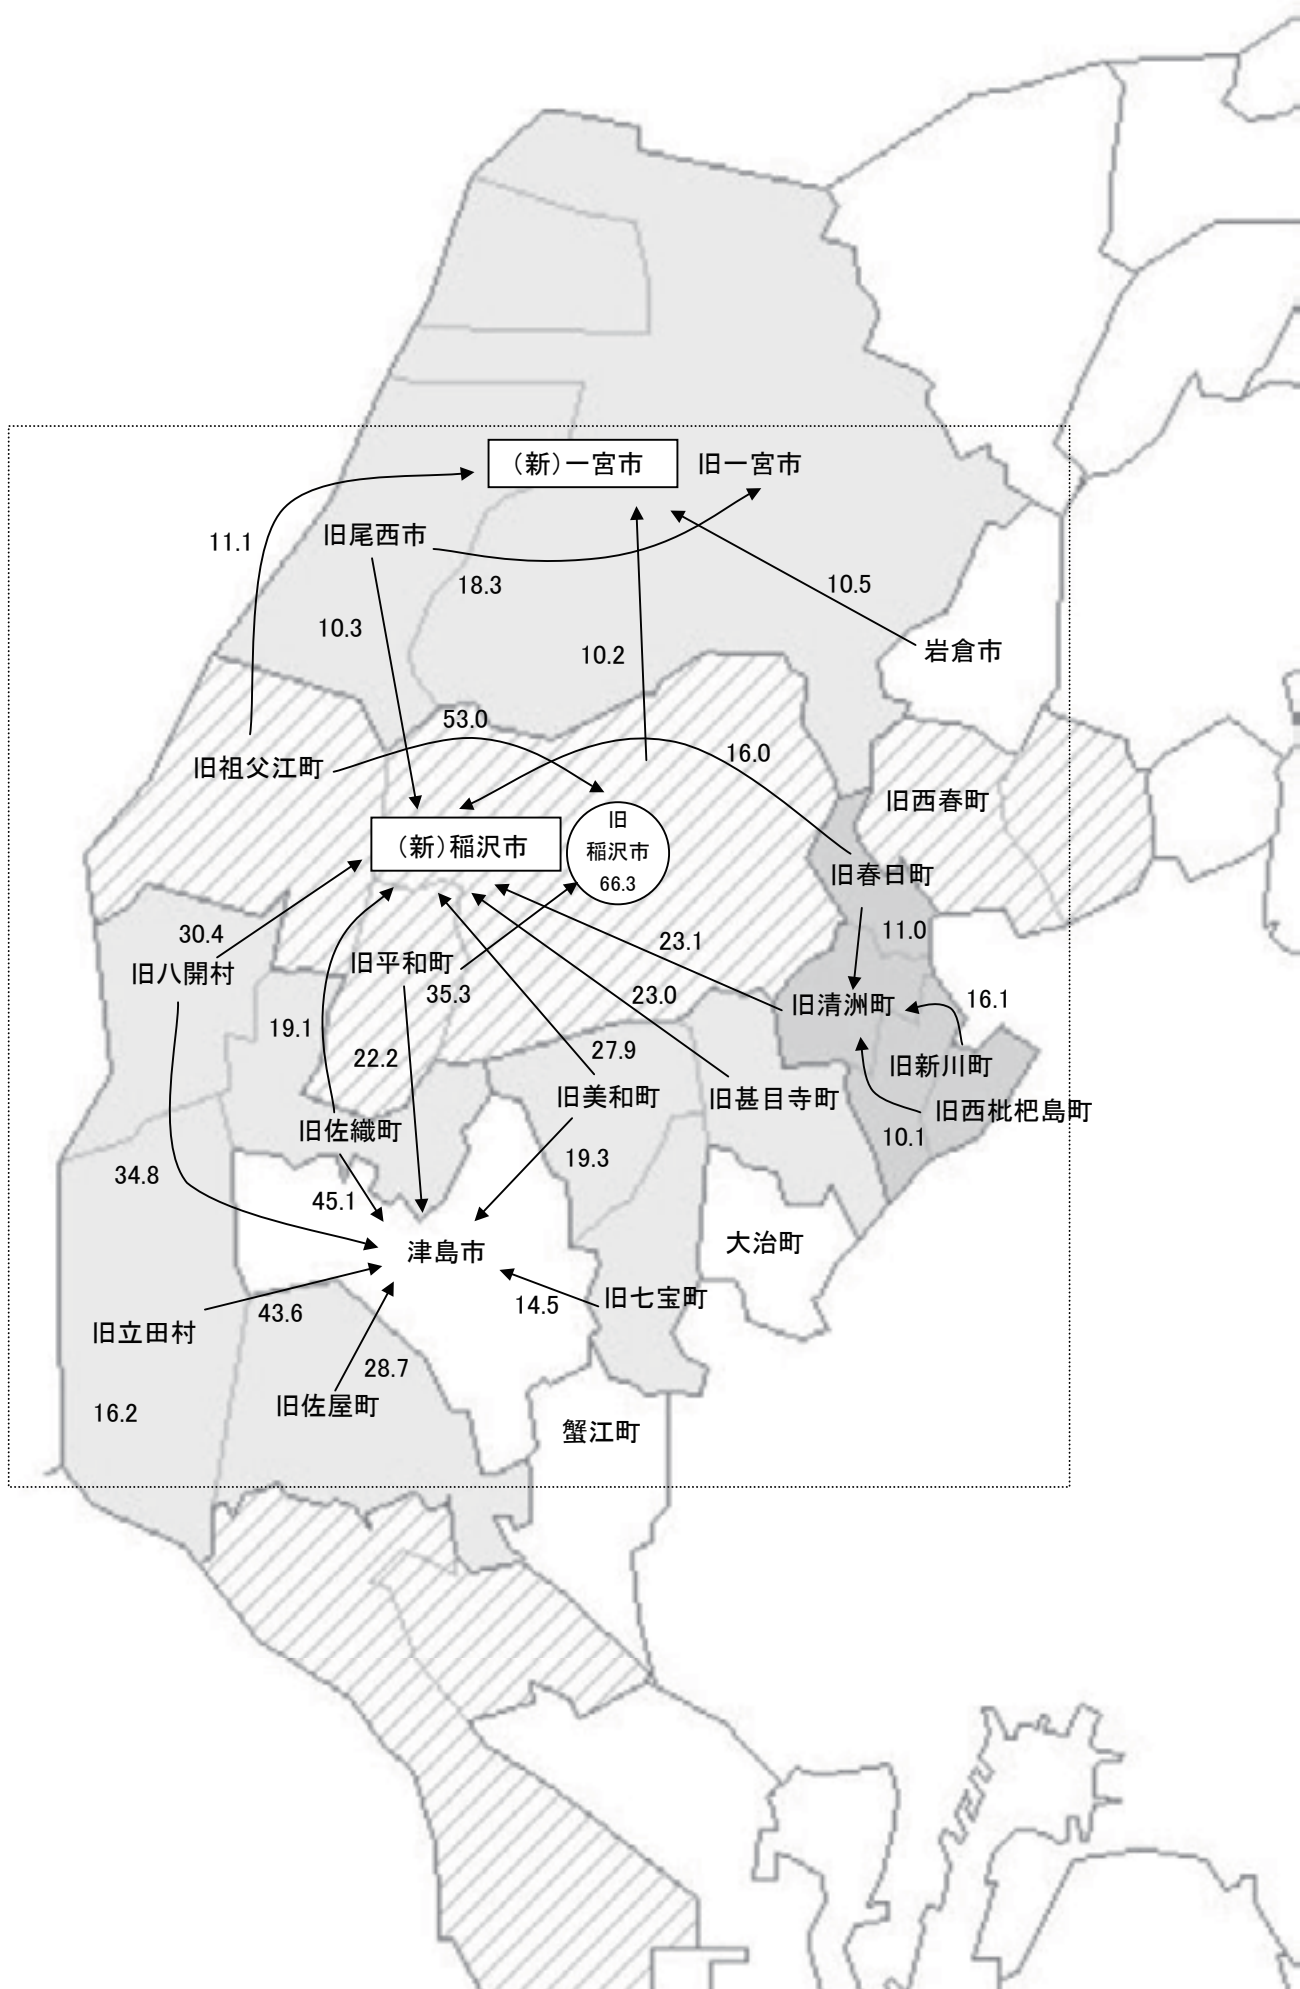 （新）一宮市
旧一宮市
旧尾西市
11.1
18.3
10.5
10.3
10.2
岩倉市
53.0
16.0
旧祖父江町
旧西春町
（新）稲沢市
旧
稲沢市
66.3
旧春日町
30.4
11.0
23.1
旧八開村
旧平和町
35.3
23.0
旧清洲町
16.1
19.1
22.2
27.9
旧新川町
旧美和町
旧甚目寺町
旧西枇杷島町
旧佐織町
10.1
34.8
19.3
45.1
津島市
大治町
旧七宝町
14.5
43.6
旧立田村
28.7
旧佐屋町
16.2
蟹江町